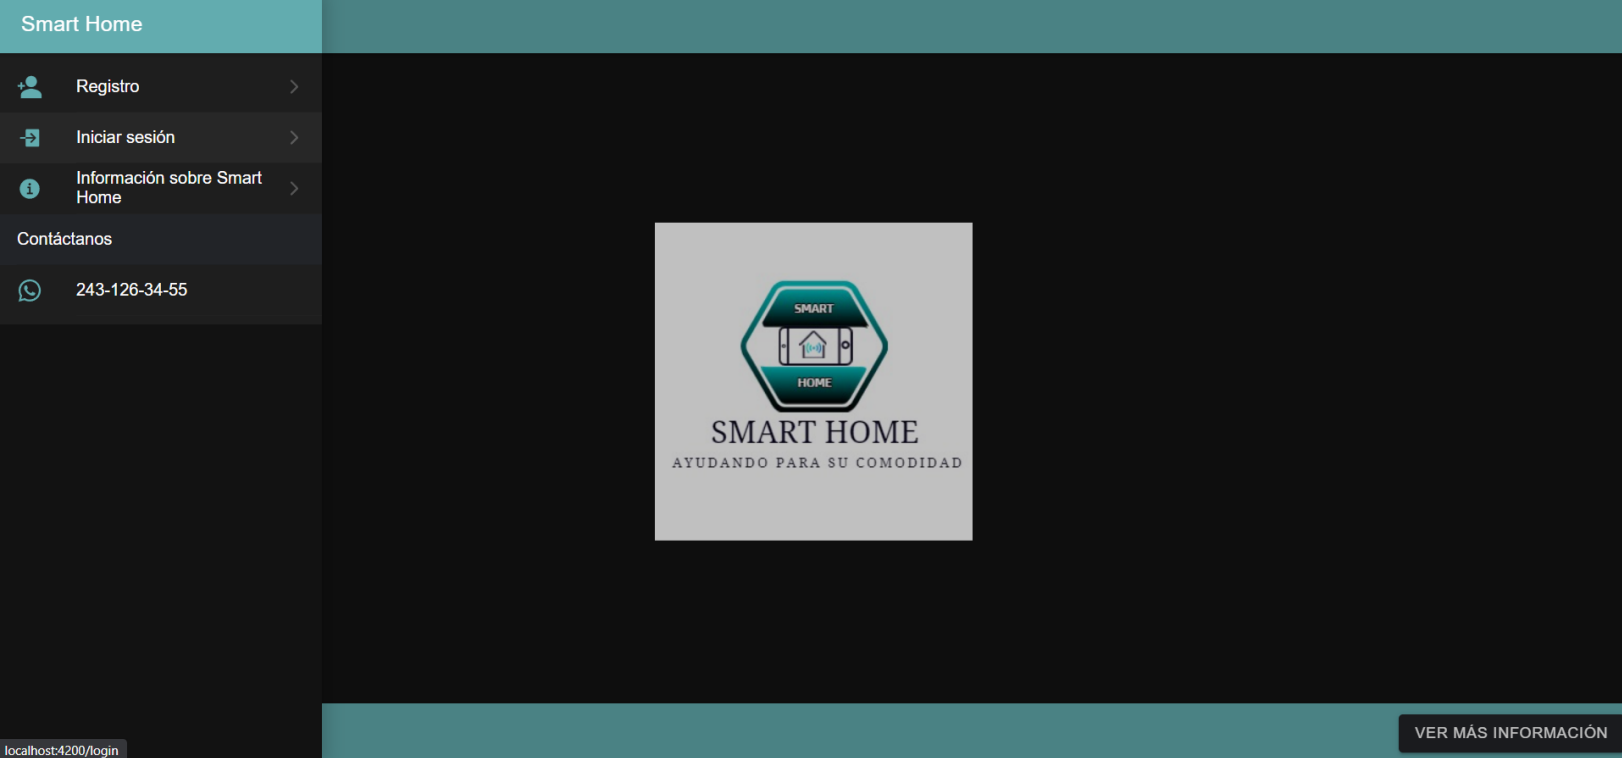 Smart Home
Registro
Iniciar sesión
Información sobre Smart
Home
Contáctanos
243-126-34-55
SMART
HOME
SMART HOME
AYUDANDO PARA SU COMODIDAD
VER MÁS INFORMACIÓN
localhost:4200/login